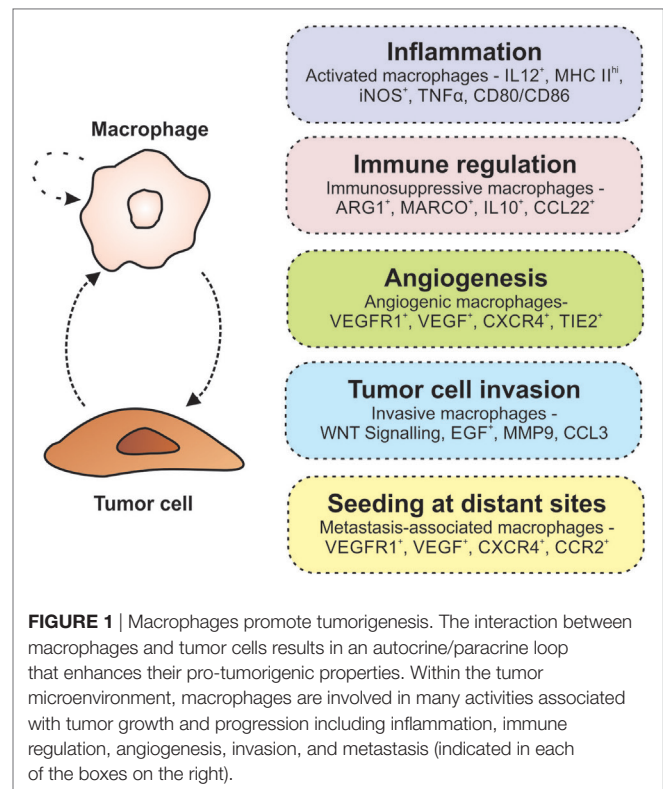 Macrophage
Tumor cell
Inflammation
Activated macrophages - IL12⁺, MHC IIʰⁱ,
iNOS⁺, TNFα, CD80/CD86
Immune regulation
Immunosuppressive macrophages -
ARG1⁺, MARCO⁺, IL10⁺, CCL22⁺
Angiogenesis
Angiogenic macrophages-
VEGFR1⁺, VEGF⁺, CXCR4⁺, TIE2⁺
Tumor cell invasion
Invasive macrophages -
WNT Signalling, EGF⁺, MMP9, CCL3
Seeding at distant sites
Metastasis-associated macrophages -
VEGFR1⁺, VEGF⁺, CXCR4⁺, CCR2⁺
FIGURE 1 | Macrophages promote tumorigenesis. The interaction between
macrophages and tumor cells results in an autocrine/paracrine loop
that enhances their pro-tumorigenic properties. Within the tumor
microenvironment, macrophages are involved in many activities associated
with tumor growth and progression including inflammation, immune
regulation, angiogenesis, invasion, and metastasis (indicated in each
of the boxes on the right).